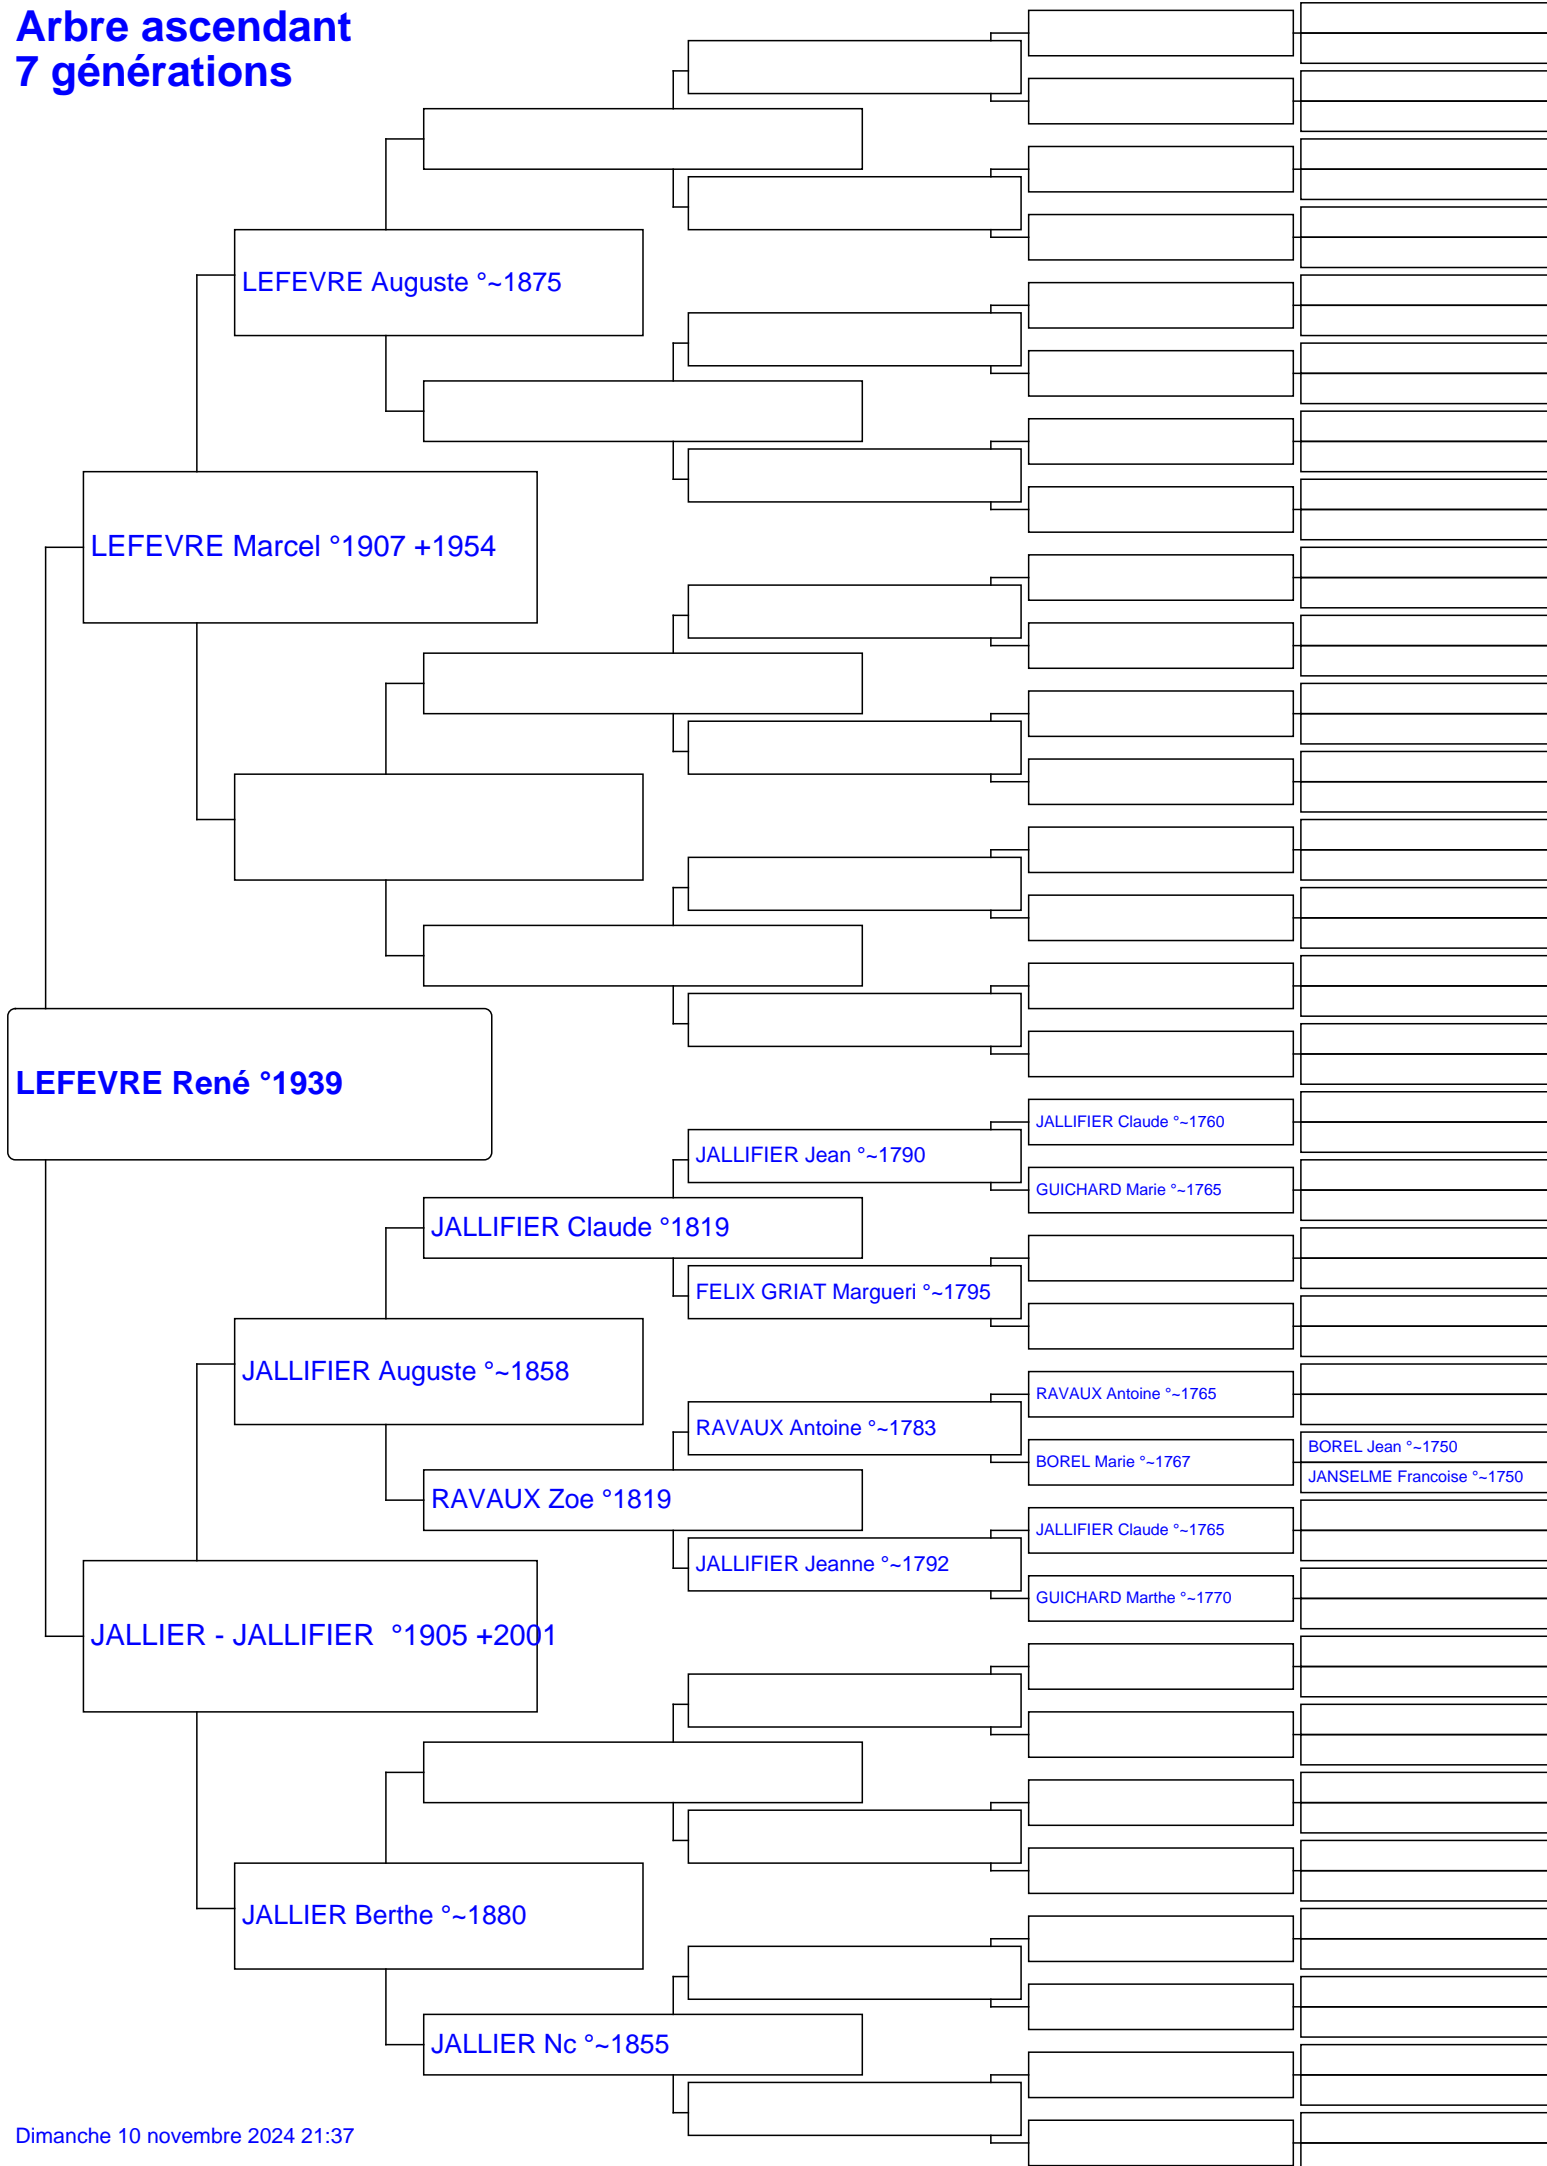 Arbre ascendant
7 générations
LEFEVRE Auguste °~1875
LEFEVRE Marcel °1907 +1954
LEFEVRE René °1939
JALLIFIER Claude °~1760
JALLIFIER Jean °~1790
GUICHARD Marie °~1765
JALLIFIER Claude °1819
FELIX GRIAT Margueri °~1795
JALLIFIER Auguste °~1858
RAVAUX Antoine °~1765
RAVAUX Antoine °~1783
BOREL Jean °~1750
BOREL Marie °~1767
JANSELME Francoise °~1750
RAVAUX Zoe °1819
JALLIFIER Claude °~1765
JALLIFIER Jeanne °~1792
GUICHARD Marthe °~1770
JALLIER - JALLIFIER  °1905 +2001
JALLIER Berthe °~1880
JALLIER Nc °~1855
Dimanche 10 novembre 2024 21:37